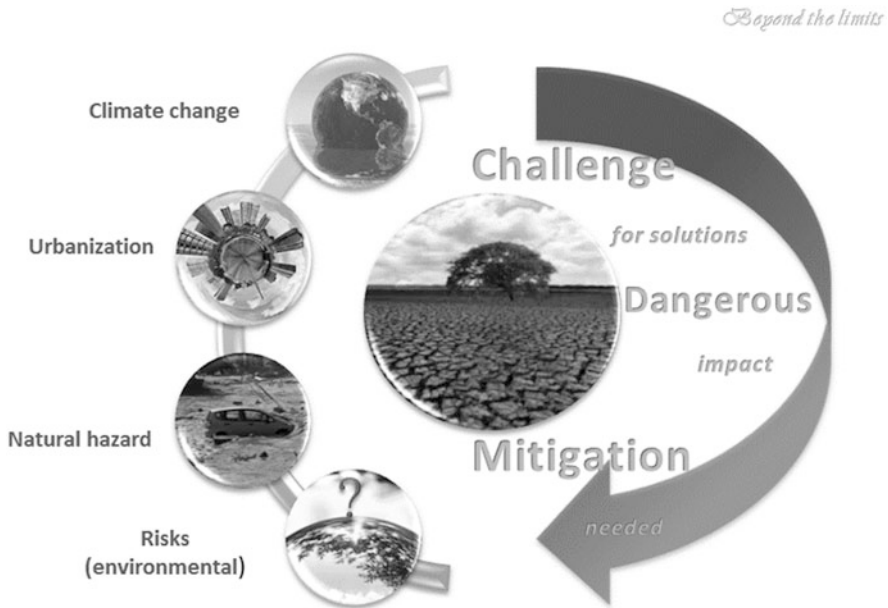 Beyond the limits
Climate change
Urbanization
Natural hazard
Risks
(environmental)
Challenge
for solutions
Dangerous
impact
Mitigation
needed
?